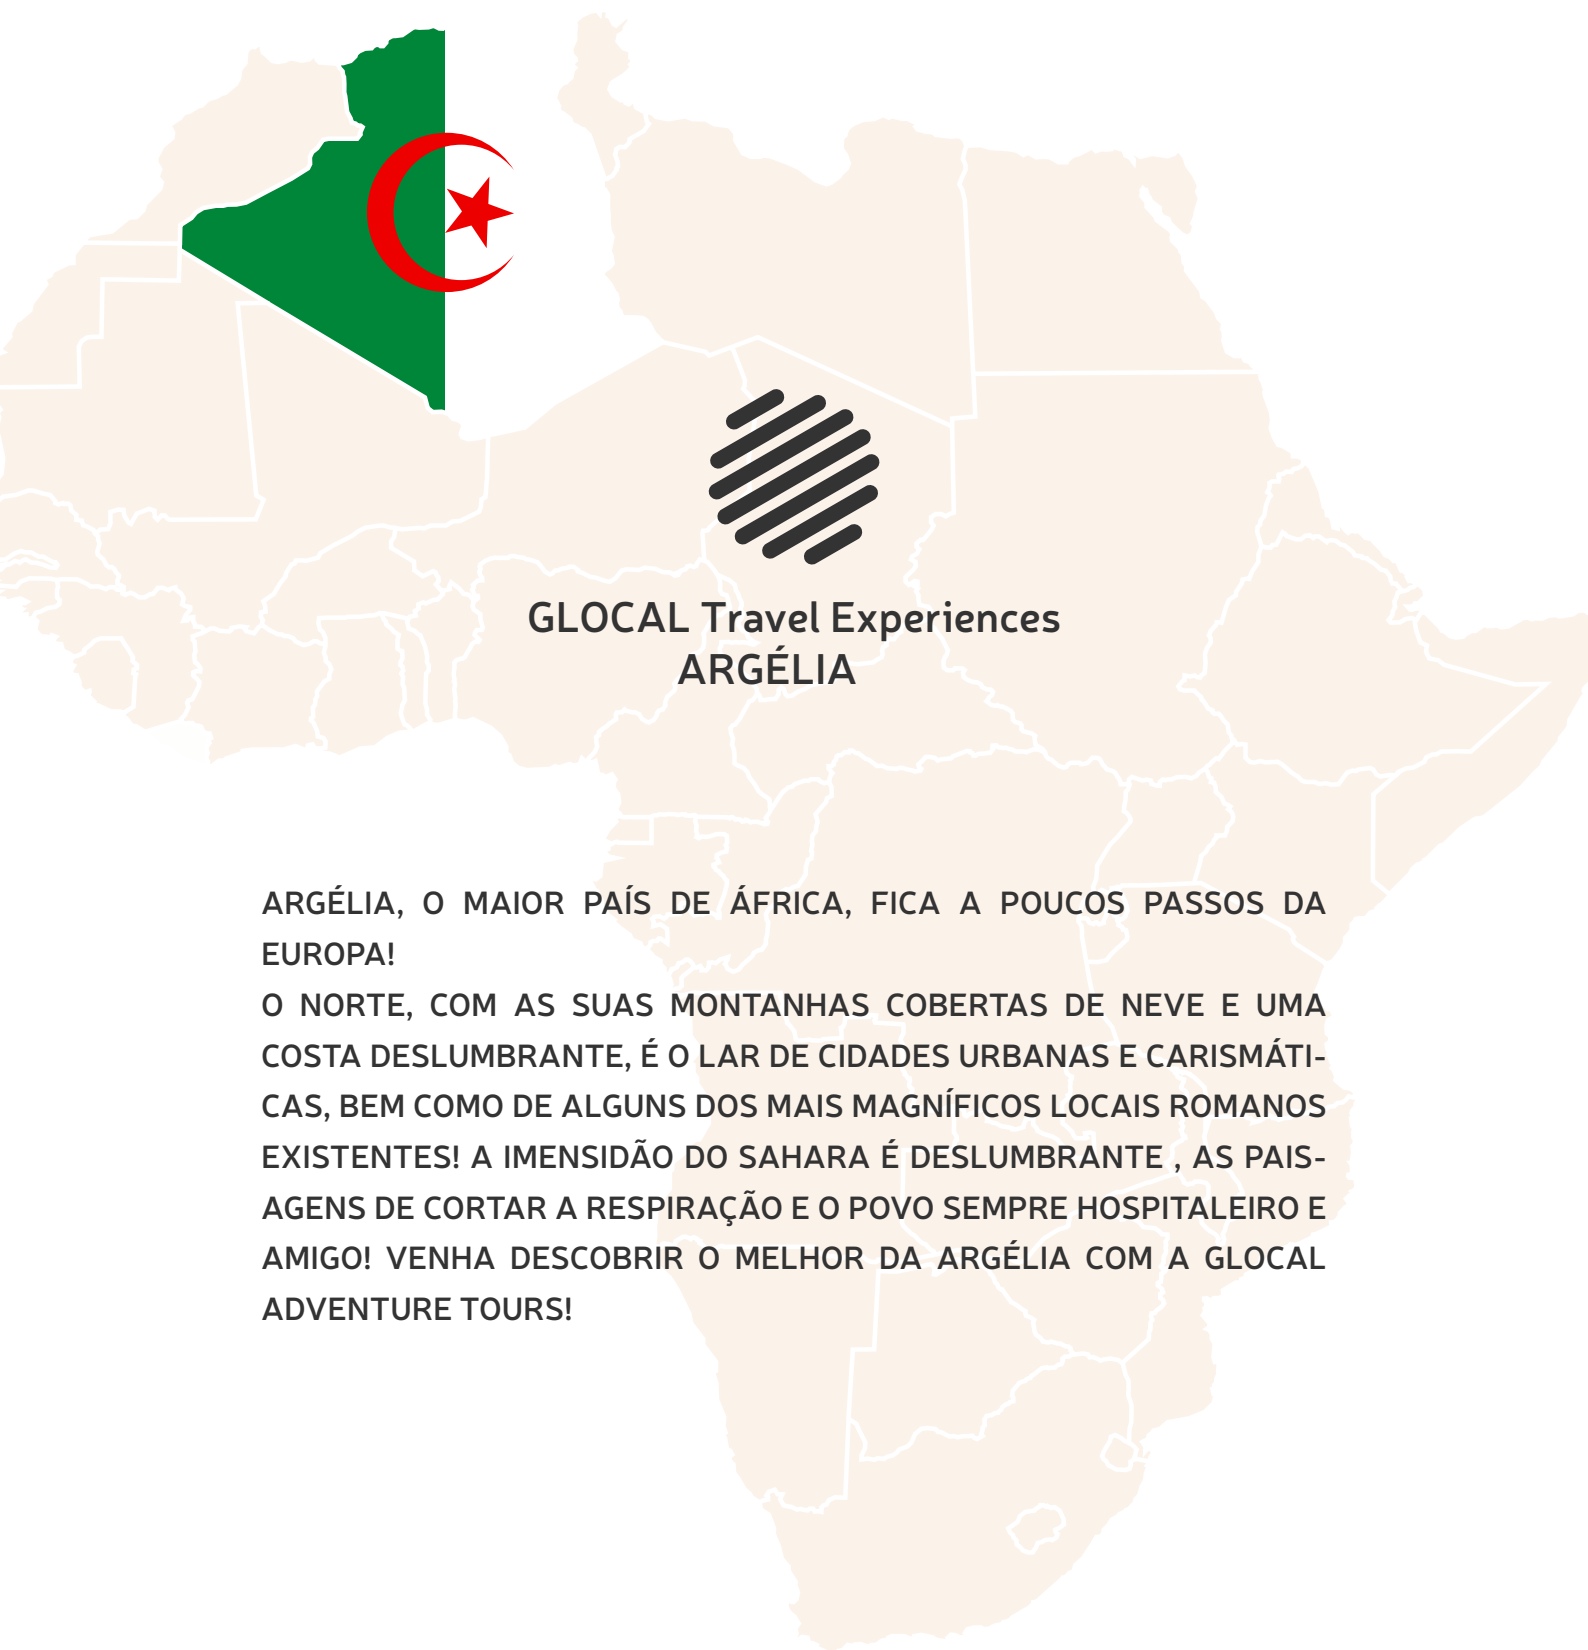 GLOCAL Travel Experiences
ARGÉLIA
ARGÉLIA, O MAIOR PAÍS DE ÁFRICA, FICA A POUCOS PASSOS DA
EUROPA!
O NORTE, COM AS SUAS MONTANHAS COBERTAS DE NEVE E UMA
COSTA DESLUMBRANTE, É O LAR DE CIDADES URBANAS E CARISMÁTI-
CAS, BEM COMO DE ALGUNS DOS MAIS MAGNÍFICOS LOCAIS ROMANOS
EXISTENTES! A IMENSIDÃO DO SAHARA É DESLUMBRANTE , AS PAIS-
AGENS DE CORTAR A RESPIRAÇÃO E O POVO SEMPRE HOSPITALEIRO E
AMIGO! VENHA DESCOBRIR O MELHOR DA ARGÉLIA COM A GLOCAL
ADVENTURE TOURS!